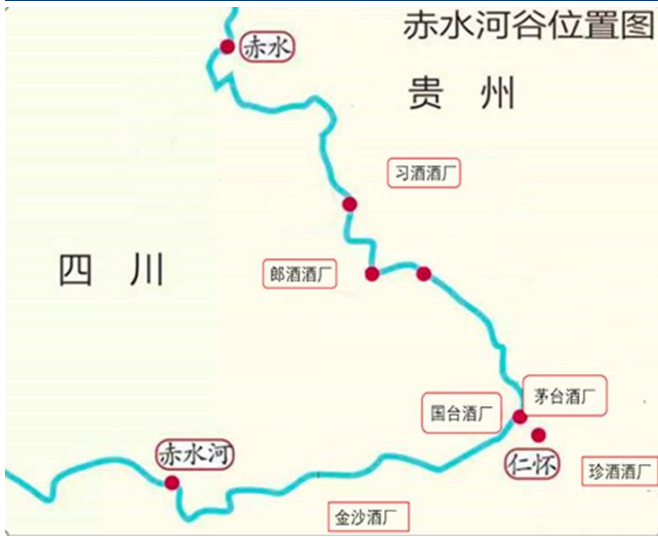 赤水河谷位置图
赤水
贵 州
习酒酒厂
四 川
郎酒酒厂
茅台酒厂
国台酒厂
赤水河
仁怀
珍酒酒厂
金沙酒厂